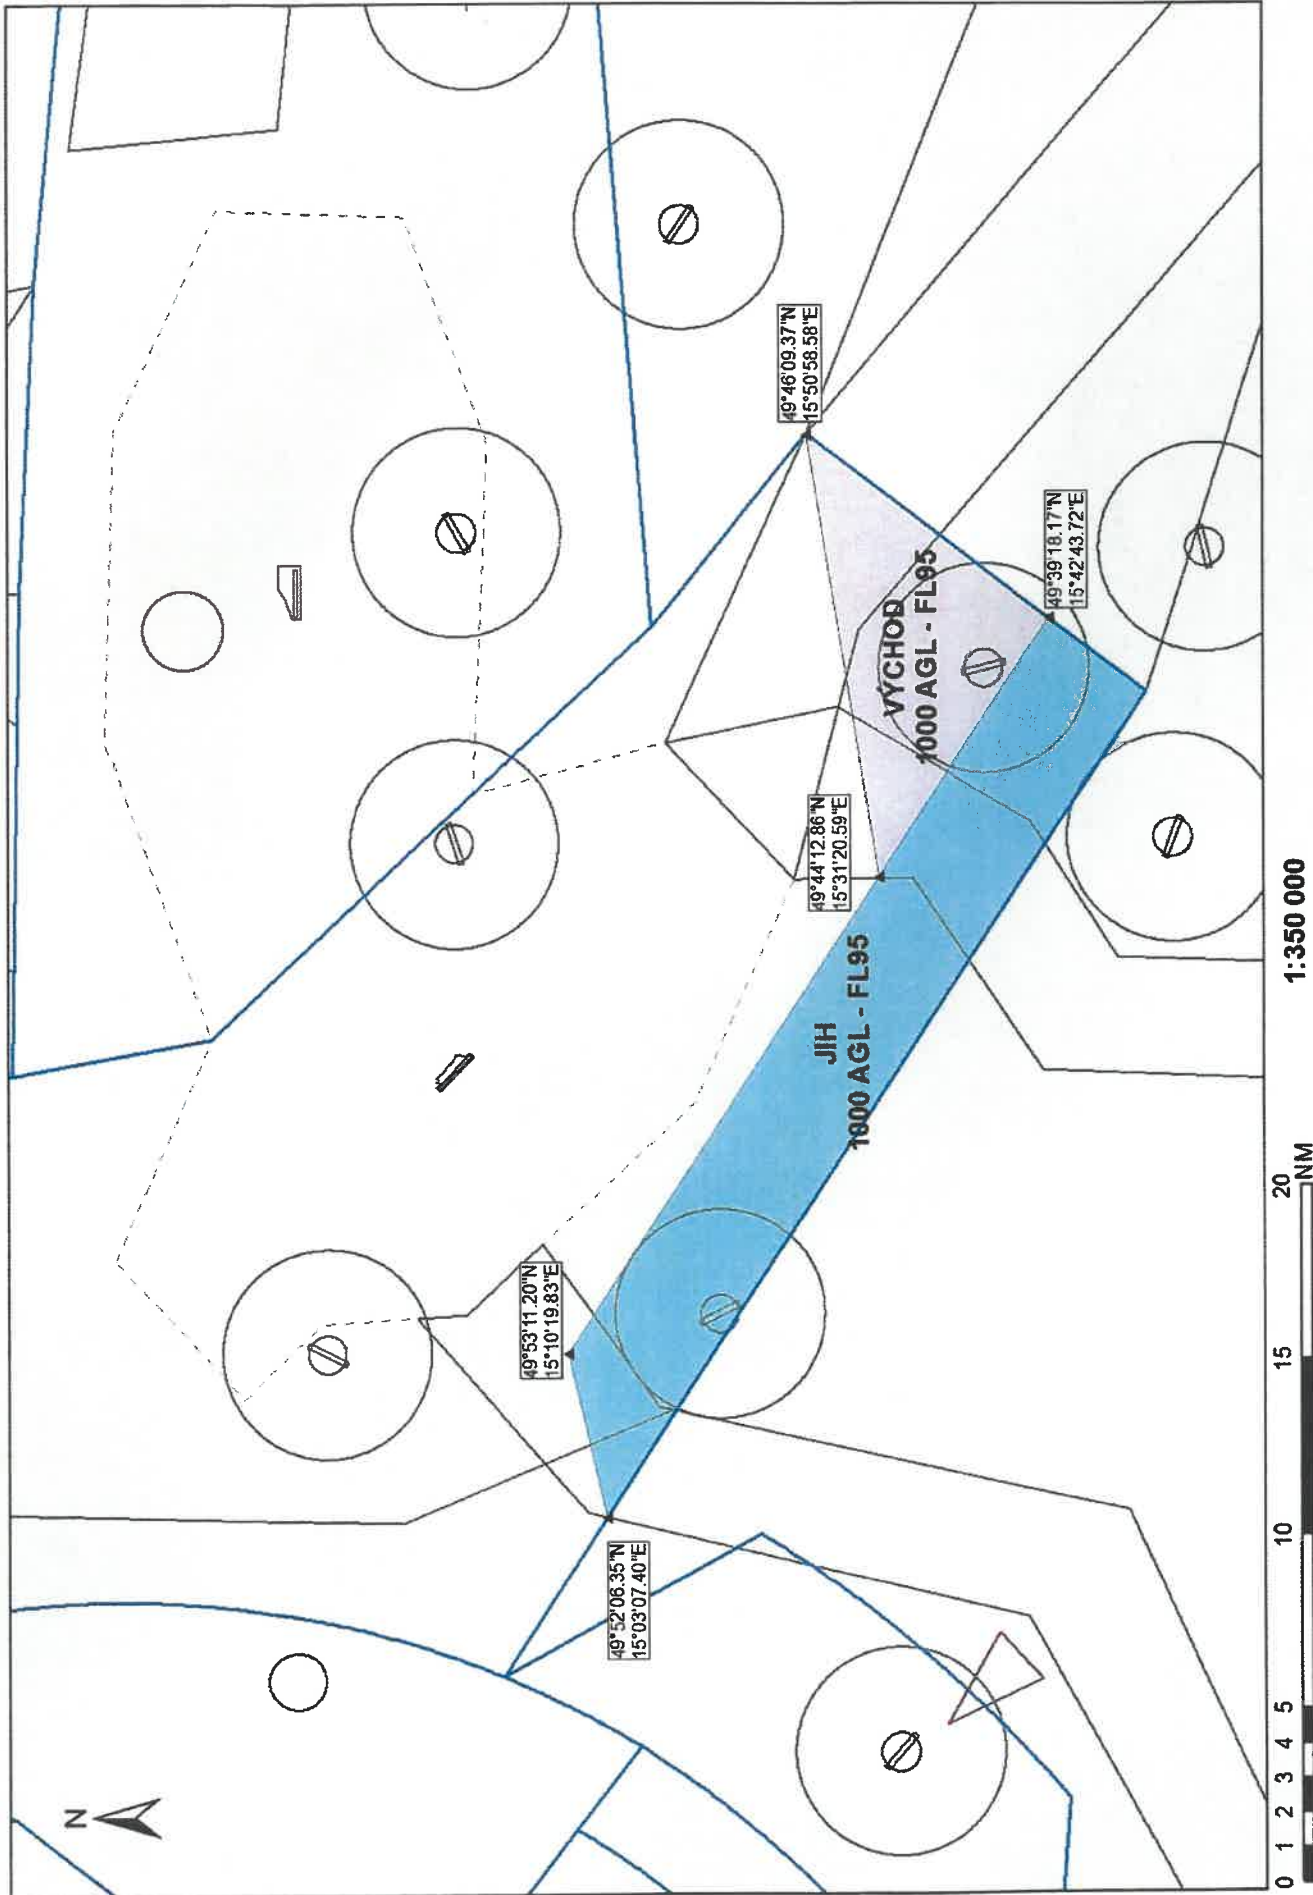 N
49°46'09.37"N
15°50'58.58"E
49°53'11.20"N
15°10'19.83"E
49°52'06.35"N
15°03'07.40"E
49°44'12.86"N
15°31'20.59"E
JIH
1000 AGL - FL95
VÝCHOD
1000 AGL - FL95
49°39'18.17"N
15°42'43.72"E
0 1 2 3 4 5 10 15 20
NM
1:350 000